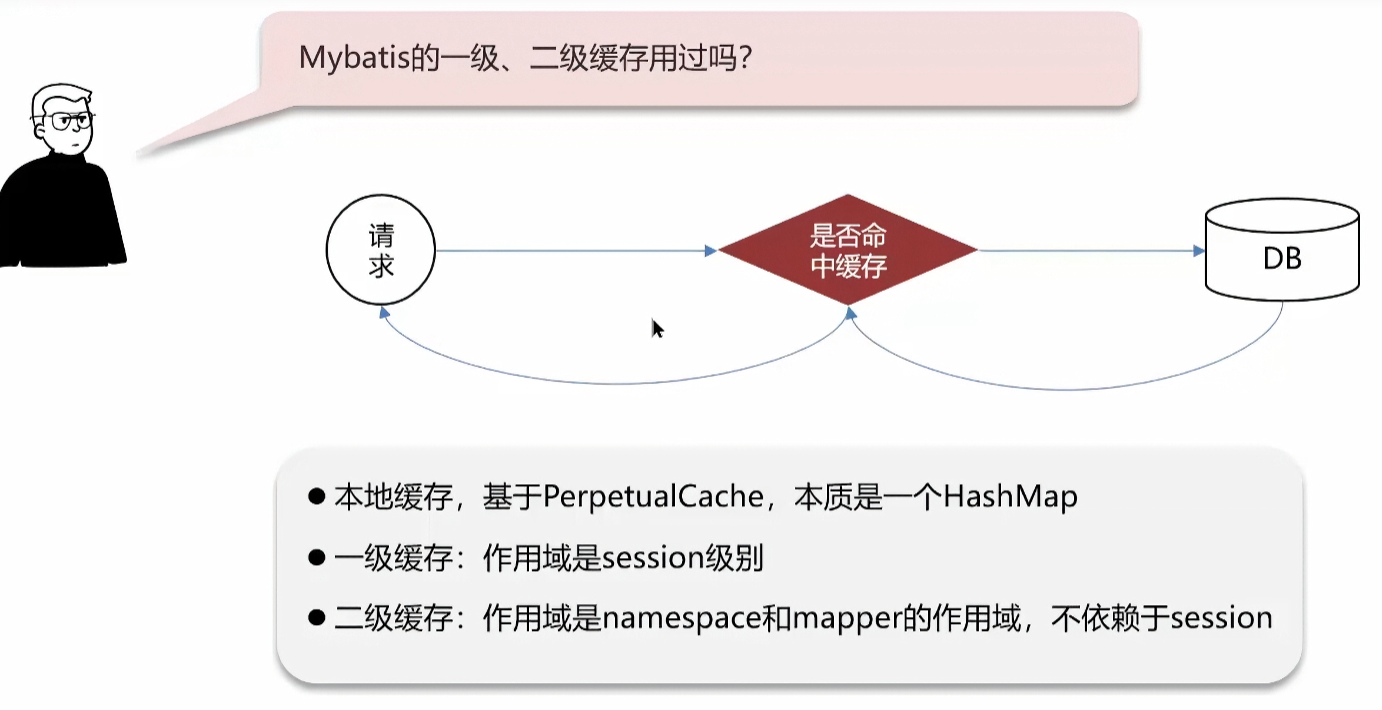 Mybatis的一级、二级缓存用过吗?
请
求
是否命
中缓存
DB
● 本地缓存，基于PerpetualCache，本质是一个HashMap
● 一级缓存：作用域是session级别
● 二级缓存：作用域是namespace和mapper的作用域，不依赖于session